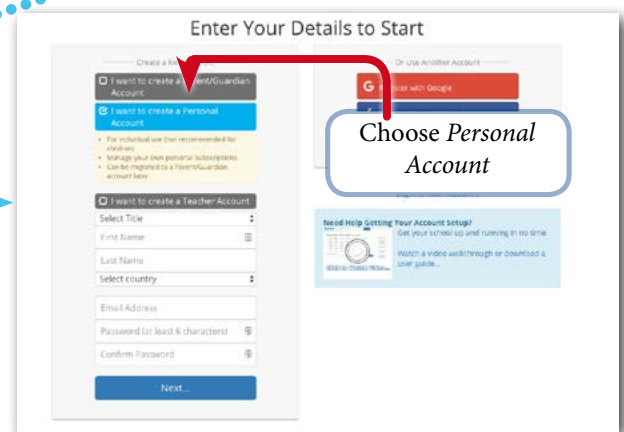 Enter Your Details to Start
Create a
Or Use Another Account
I want to create a Parent/Guardian
Account
I want to create a Personal
Account
For individual use (not recommended for
children)
Manage your own personal subscriptions
Can be migrated to a Parent/Guardian
account later
I want to create a Teacher Account
Select Title
First Name
Last Name
Select country
Email Address
Password (at least 6 characters)
Confirm Password
Next...
with Google
Choose Personal
Account
Need Help Getting Your Account Setup?
Get your school up and running in no time
Watch a video walkthrough or download a
user guide...